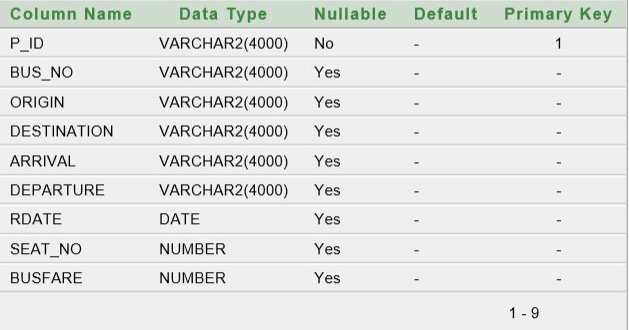 Column Name Data Type Nullable Default Primary Key
P_ID VARCHAR2(4000) No - 1
BUS_NO VARCHAR2(4000) Yes - -
ORIGIN VARCHAR2(4000) Yes - -
DESTINATION VARCHAR2(4000) Yes - -
ARRIVAL VARCHAR2(4000) Yes - -
DEPARTURE VARCHAR2(4000) Yes - -
RDATE DATE Yes - -
SEAT_NO NUMBER Yes - -
BUSFARE NUMBER Yes - -
1 - 9